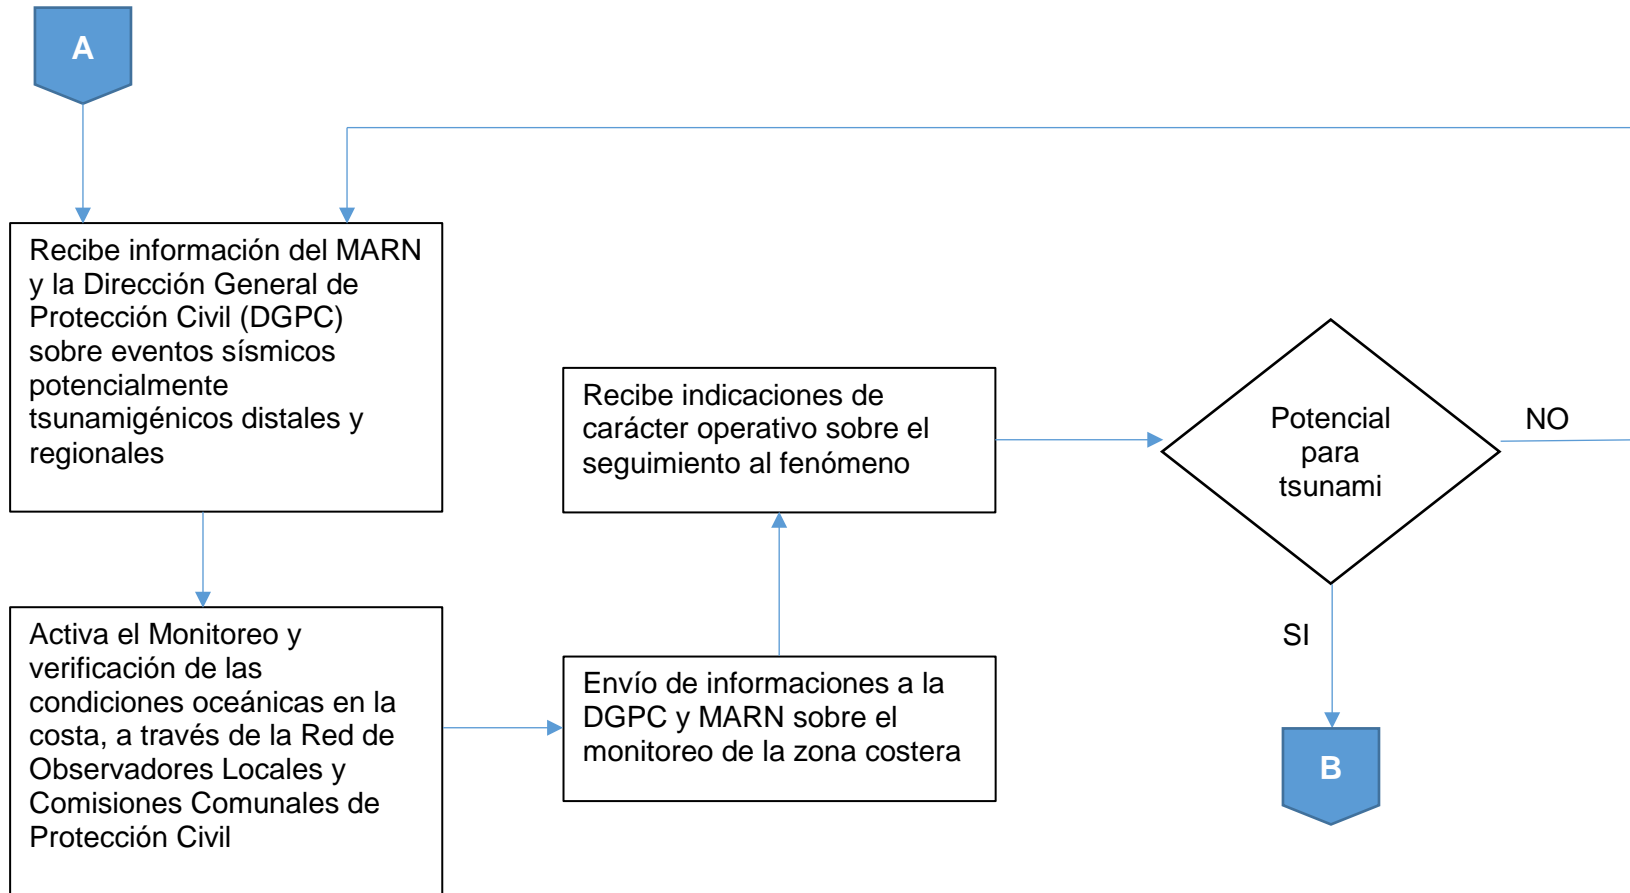 A
Recibe información del MARN
y la Dirección General de
Protección Civil (DGPC)
sobre eventos sísmicos
potencialmente
tsunamigénicos distales y
regionales
Activa el Monitoreo y
verificación de las
condiciones oceánicas en la
costa, a través de la Red de
Observadores Locales y
Comisiones Comunales de
Protección Civil
Envío de informaciones a la
DGPC y MARN sobre el
monitoreo de la zona costera
Recibe indicaciones de
carácter operativo sobre el
seguimiento al fenómeno
Potencial
para
tsunami
NO
SI
B